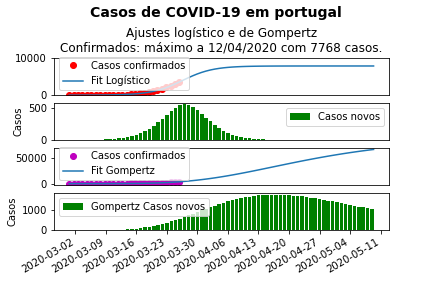 Casos de COVID-19 em portugal
Ajustes logístico e de Gompertz
Confirmados: máximo a 12/04/2020 com 7768 casos.
10000
0
Casos confirmados
Fit Logístico
Casos
500
0
Casos novos
50000
0
Casos confirmados
Fit Gompertz
Casos
1000
0
Gompertz Casos novos
2020-03-02
2020-03-09
2020-03-16
2020-03-23
2020-03-30
2020-04-06
2020-04-13
2020-04-20
2020-04-27
2020-05-04
2020-05-11